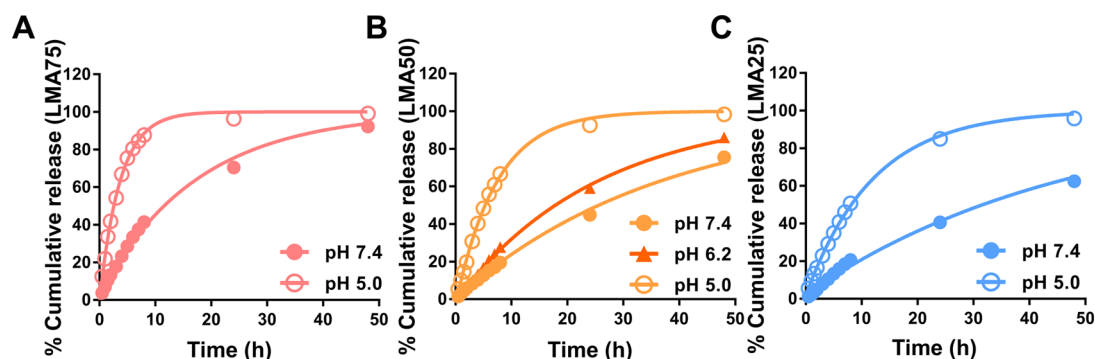 A
% Cumulative release (LMA75)
120
100
80
60
40
20
0
0 10 20 30 40 50
Time (h)
pH 7.4
pH 5.0
B
% Cumulative release (LMA50)
120
100
80
60
40
20
0
0 10 20 30 40 50
Time (h)
pH 7.4
pH 6.2
pH 5.0
C
% Cumulative release (LMA25)
120
100
80
60
40
20
0
0 10 20 30 40 50
Time (h)
pH 7.4
pH 5.0